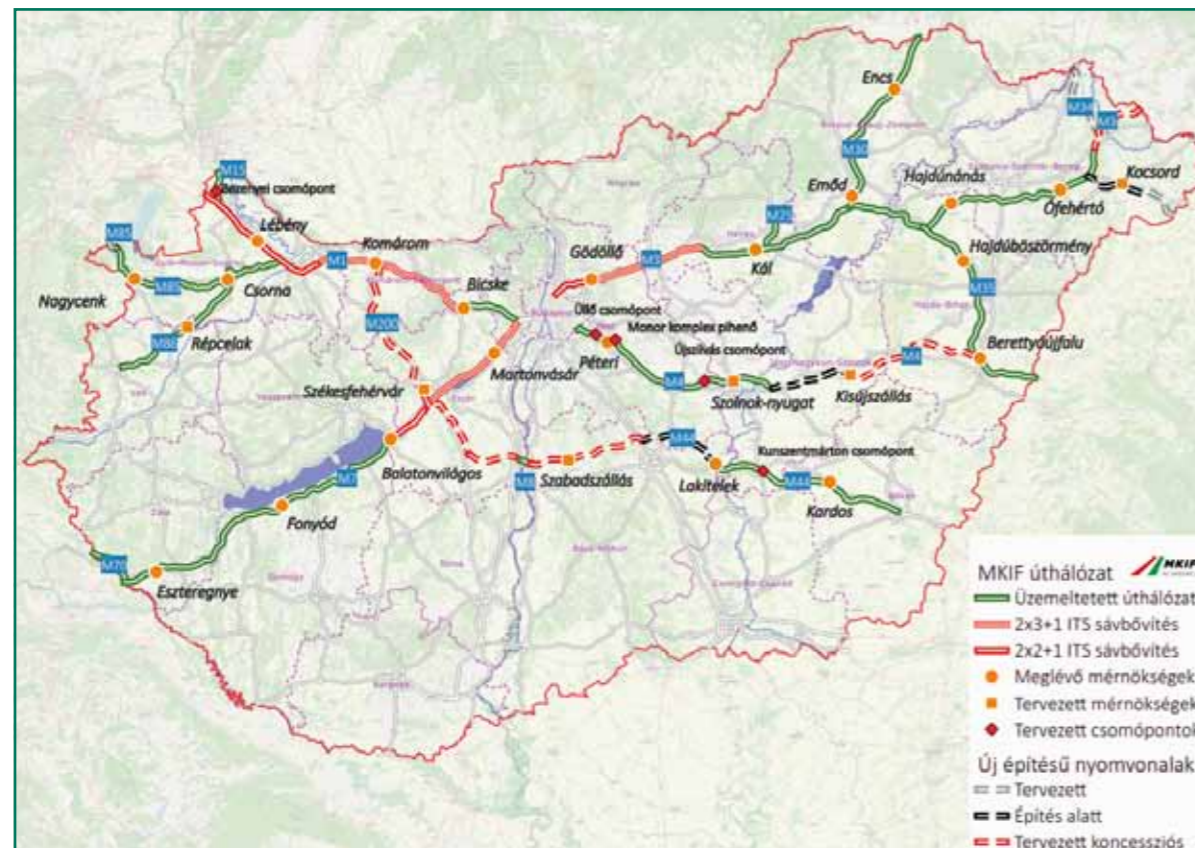 Encs
M30
M34
M3
Kocsord
Hajdúnánás
Emőd
Ófehértó
M15
Bezenyei csomópont
Lébény
Komárom
M1
M85
M85
Nagycenk
Csorna
M86
Répcelak
Bicske
Gödöllő
M3
M25
Kál
Hajdúböszörmény
M35
Üllő csomópont
Monor komplex pihenő
Péteri
Újszilvás csomópont
M200
Martonvásár
Székesfehérvár
M4
Szolnok-nyugat
Kisújszállás
M4
Berettyóújfalu
Balatonvilágos
M7
Fonyód
M8
Szabadszállás
M44
Lakitelek
Kunszentmárton csomópont
M44
Kardos
M70
Eszteregnye
MKIF úthálózat
MKIF
Üzemeltetett úthálózat
2x3+1 ITS sávbővítés
2x2+1 ITS sávbővítés
Meglévő mérnökségek
Tervezett mérnökségek
Tervezett csomópontok
Új építésű nyomvonalak
Tervezett
Építés alatt
Tervezett koncessziós